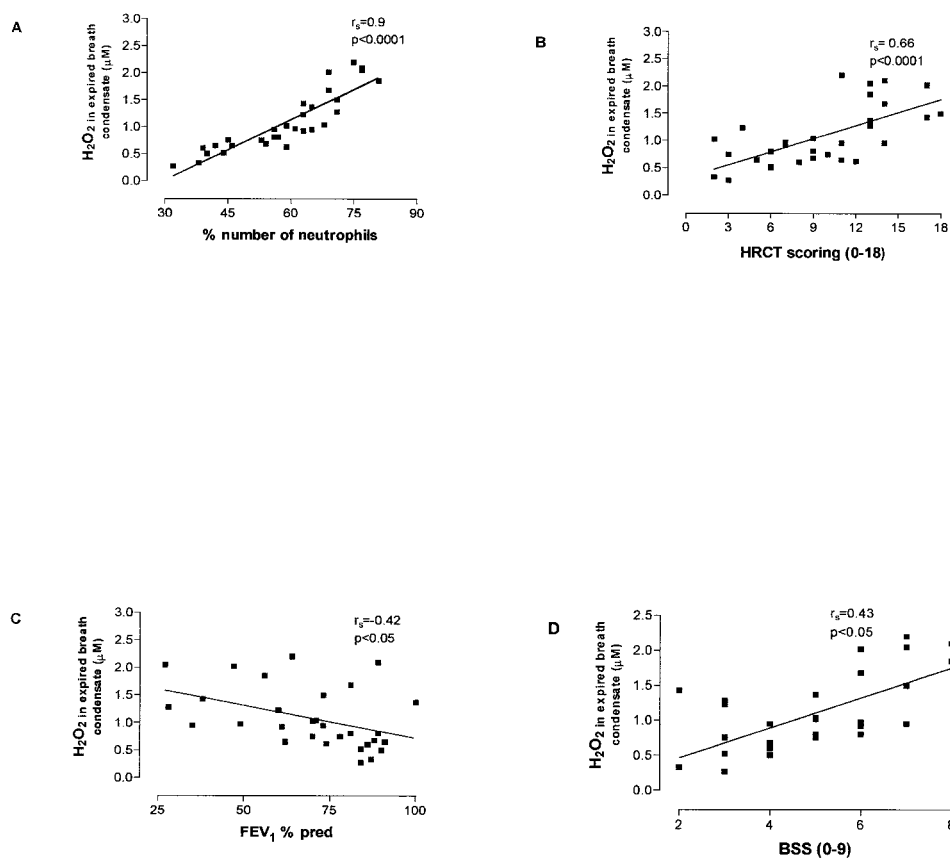 A
r_s=0.9
p<0.0001
H₂O₂ in expired breath
condensate (μM)
3.0
2.5
2.0
1.5
1.0
0.5
0.0
30 45 60 75 90
% number of neutrophils
B
r_s= 0.66
p<0.0001
H₂O₂ in expired breath
condensate (μM)
3.0
2.5
2.0
1.5
1.0
0.5
0.0
0 3 6 9 12 15 18
HRCT scoring (0-18)
C
r_s=-0.42
p<0.05
H₂O₂ in expired breath
condensate (μM)
3.0
2.5
2.0
1.5
1.0
0.5
0.0
25 50 75 100
FEV₁ % pred
D
r_s=0.43
p<0.05
H₂O₂ in expired breath
condensate (μM)
2.5
2.0
1.5
1.0
0.5
0.0
2 4 6 8
BSS (0-9)